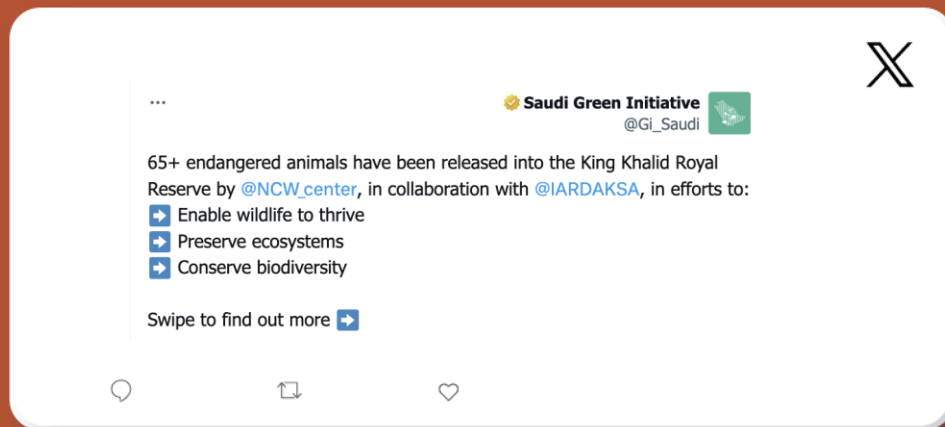 Saudi Green Initiative
@Gi_Saudi
65+ endangered animals have been released into the King Khalid Royal
Reserve by @NCW_center, in collaboration with @IARDAKSA, in efforts to:
➡️ Enable wildlife to thrive
➡️ Preserve ecosystems
➡️ Conserve biodiversity
Swipe to find out more ➡️